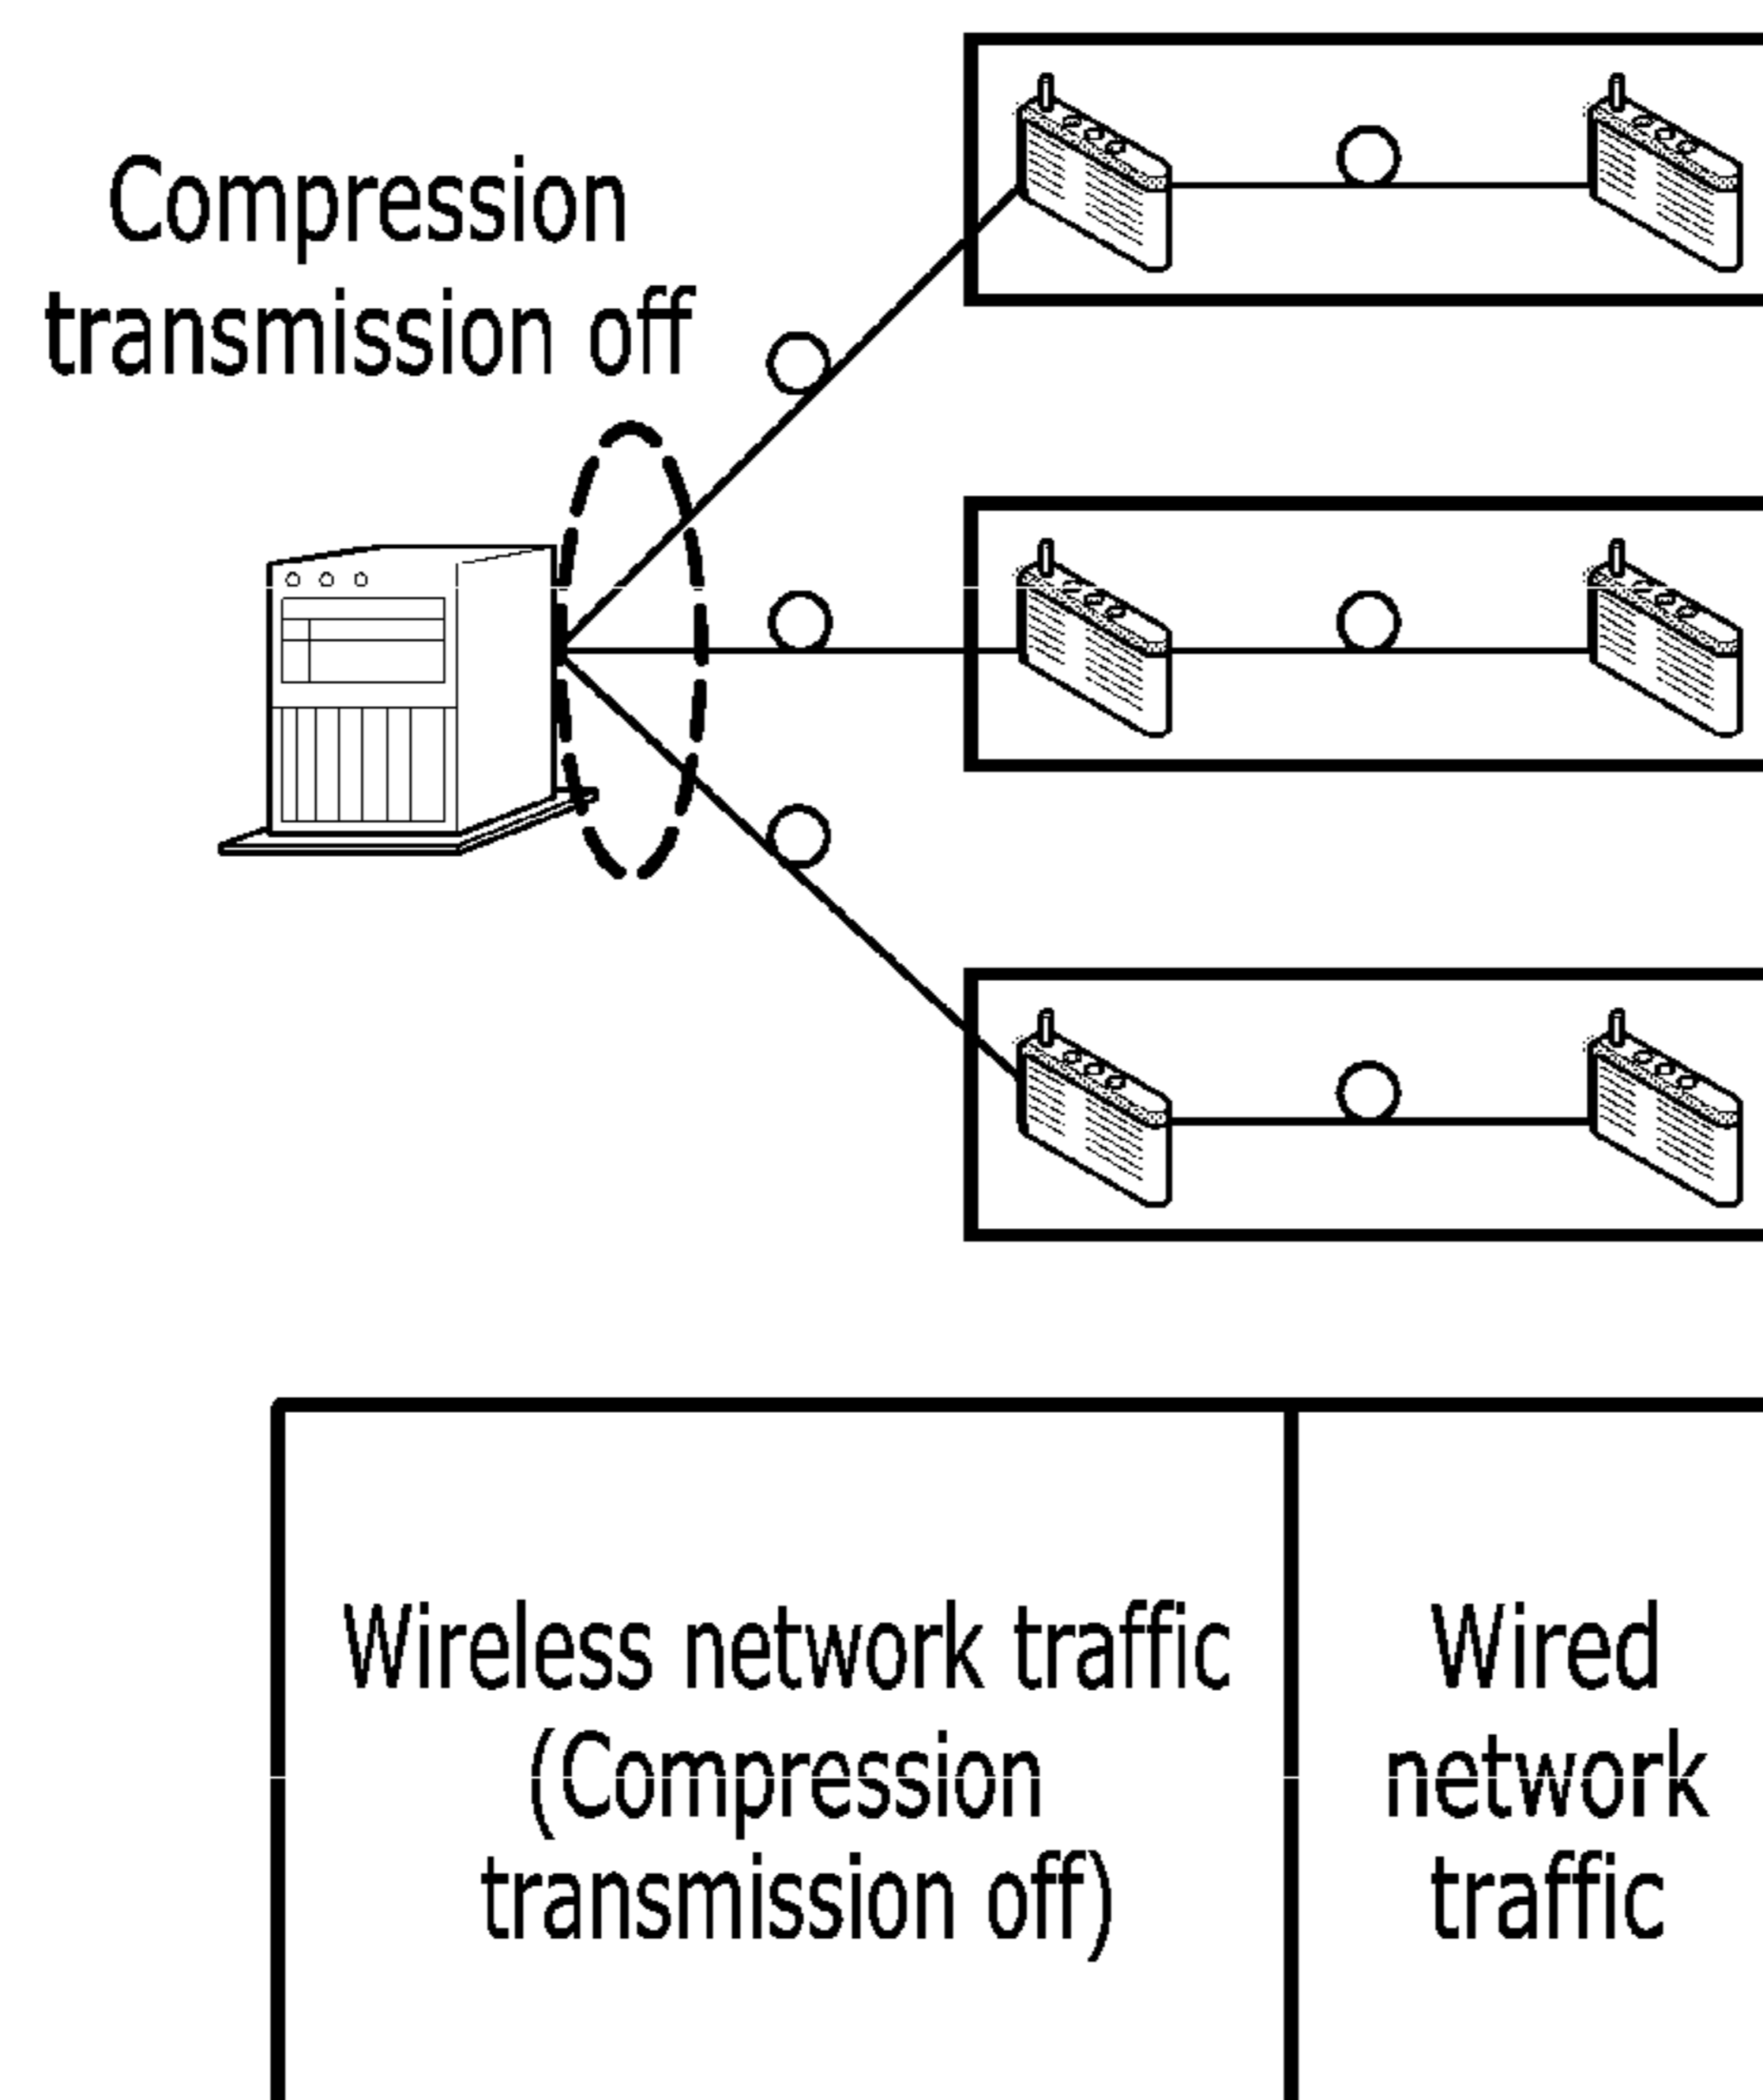 Compression
transmission off
Wireless network traffic
(Compression
transmission off)
Wired
network
traffic